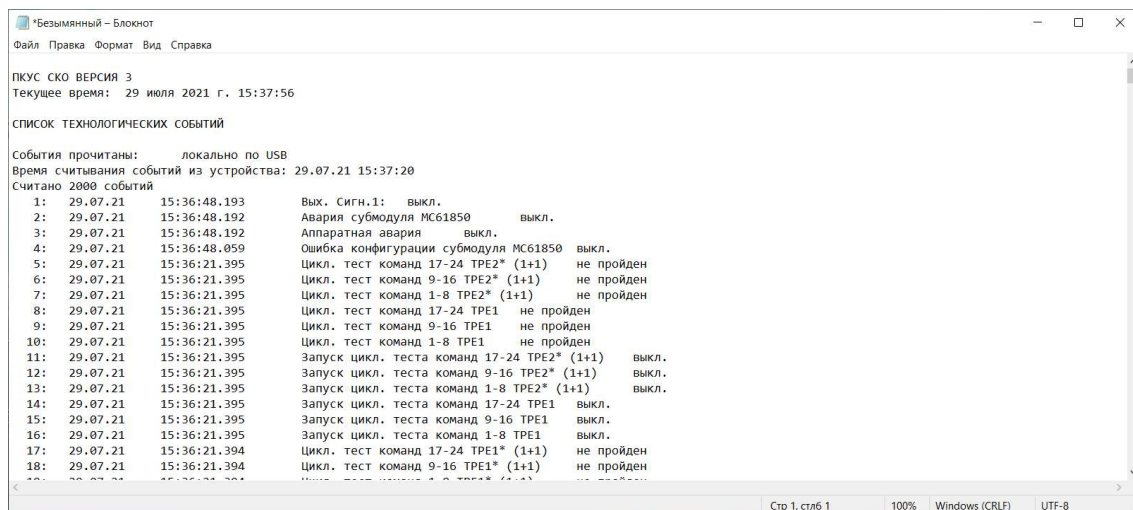 *Безымянный – Блокнот
Файл Правка Формат Вид Справка
ПКУС СКО ВЕРСИЯ 3
Текущее время: 29 июля 2021 г. 15:37:56
СПИСОК ТЕХНОЛОГИЧЕСКИХ СОБЫТИЙ
События прочитаны: локально по USB
Время считывания событий из устройства: 29.07.21 15:37:20
Считано 2000 событий
1: 29.07.21 15:36:48.193 Вых. Сигн.1: выкл.
2: 29.07.21 15:36:48.192 Авария субмодуля МС61850 выкл.
3: 29.07.21 15:36:48.192 Аппаратная авария выкл.
4: 29.07.21 15:36:48.059 Ошибка конфигурации субмодуля МС61850 выкл.
5: 29.07.21 15:36:21.395 Цикл. тест команд 17-24 TPE2* (1+1) не пройден
6: 29.07.21 15:36:21.395 Цикл. тест команд 9-16 TPE2* (1+1) не пройден
7: 29.07.21 15:36:21.395 Цикл. тест команд 1-8 TPE2* (1+1) не пройден
8: 29.07.21 15:36:21.395 Цикл. тест команд 17-24 TPE1 не пройден
9: 29.07.21 15:36:21.395 Цикл. тест команд 9-16 TPE1 не пройден
10: 29.07.21 15:36:21.395 Цикл. тест команд 1-8 TPE1 не пройден
11: 29.07.21 15:36:21.395 Запуск цикл. теста команд 17-24 TPE2* (1+1) выкл.
12: 29.07.21 15:36:21.395 Запуск цикл. теста команд 9-16 TPE2* (1+1) выкл.
13: 29.07.21 15:36:21.395 Запуск цикл. теста команд 1-8 TPE2* (1+1) выкл.
14: 29.07.21 15:36:21.395 Запуск цикл. теста команд 17-24 TPE1 выкл.
15: 29.07.21 15:36:21.395 Запуск цикл. теста команд 9-16 TPE1 выкл.
16: 29.07.21 15:36:21.395 Запуск цикл. теста команд 1-8 TPE1 выкл.
17: 29.07.21 15:36:21.394 Цикл. тест команд 17-24 TPE1* (1+1) не пройден
18: 29.07.21 15:36:21.394 Цикл. тест команд 9-16 TPE1* (1+1) не пройден
Стр 1, стлб 1 100% Windows (CRLF) UTF-8